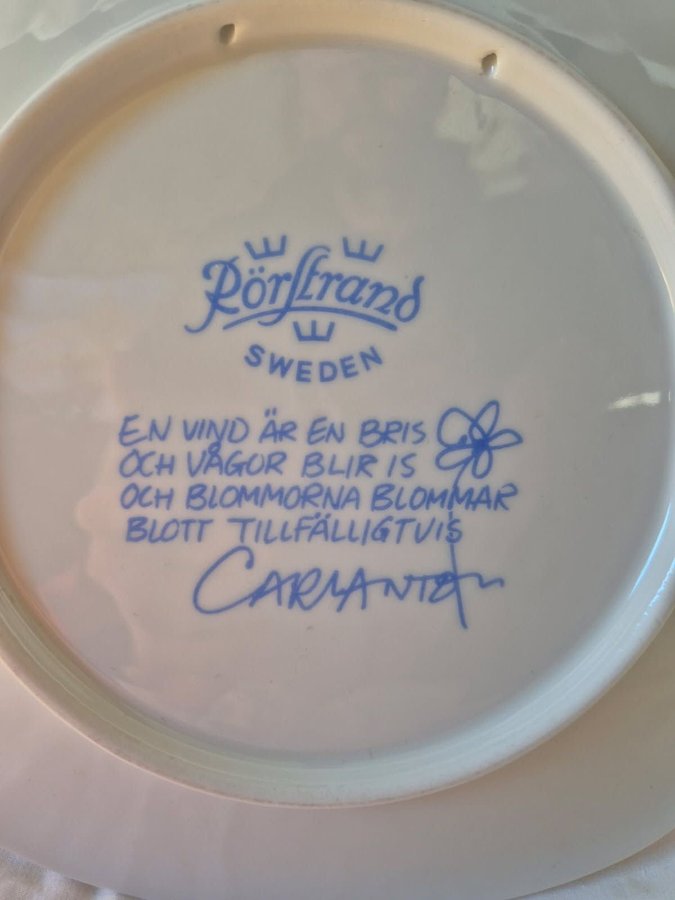 Rörstrand
SWEDEN
EN VIND ÄR EN BRIS
OCH VÅGOR BLIR IS
OCH BLOMMORNA BLOMMAR
BLOTT TILLFÄLLIGTVIS
CARLANTON